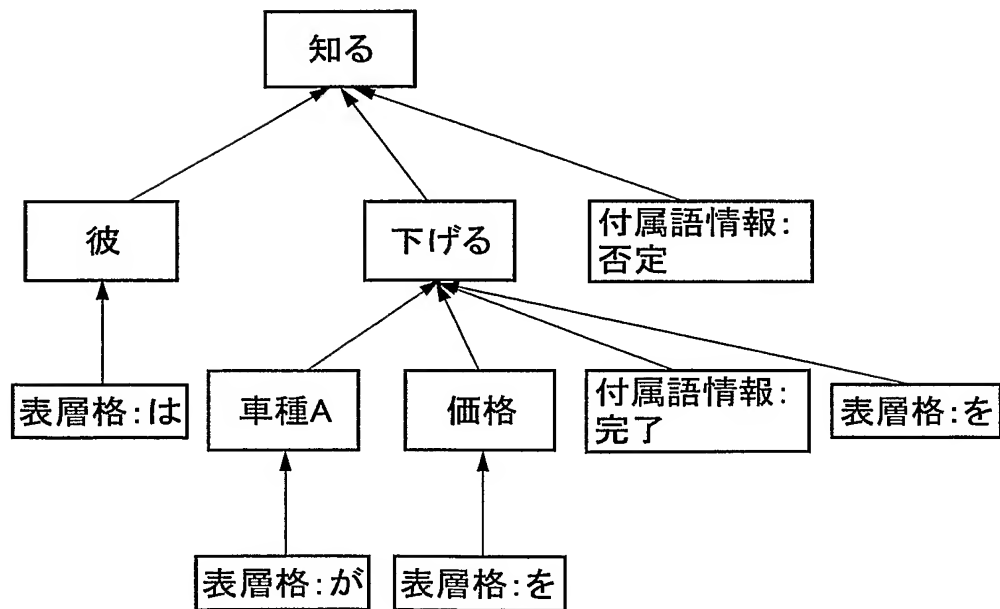 知る
彼
下げる
付属語情報:
否定
表層格:は
車種A
価格
付属語情報:
完了
表層格:を
表層格:が
表層格:を